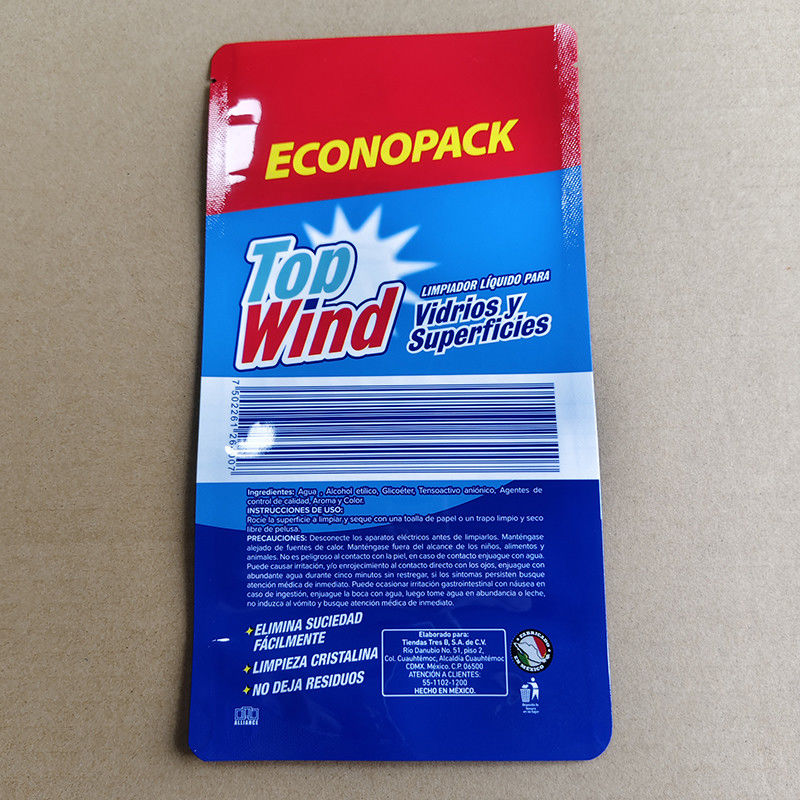 ECONOPACK
Top
Wind
LIMPIADOR LÍQUIDO PARA
Vidrios y
Superficies
7 502261 26 007
Ingredientes: Agua , Alcohol etílico, Glicoéter, Tensoactivo aniónico, Agentes de
control de calidad, Aroma y Color.
INSTRUCCIONES DE USO:
Rocíe la superficie a limpiar y seque con una toalla de papel o un trapo limpio y seco
libre de pelusa.
PRECAUCIONES: Desconecte los aparatos eléctricos antes de limpiarlos. Manténgase
alejado de fuentes de calor. Manténgase fuera del alcance de los niños, alimentos y
animales. No es peligroso al contacto con la piel, en caso de contacto enjuague con agua.
Puede causar irritación, y/o enrojecimiento al contacto directo con los ojos, enjuague con
abundante agua durante cinco minutos sin restregar, si los síntomas persisten busque
atención médica de inmediato. Puede ocasionar irritación gastrointestinal con náusea en
caso de ingestión, enjuague la boca con agua, luego tome agua en abundancia o leche,
no induzca al vómito y busque atención médica de inmediato.
ELIMINA SUCIEDAD
FÁCILMENTE
LIMPIEZA CRISTALINA
NO DEJA RESIDUOS
Elaborado para:
Tiendas Tres B, S.A. de C.V.
Río Danubio No. 51, piso 2,
Col. Cuauhtémoc, Alcaldía Cuauhtémoc
CDMX. México. C.P. 06500
ATENCIÓN A CLIENTES:
55-1102-1200
HECHO EN MÉXICO.
FABRICADO
EN MÉXICO
ALLIANCE